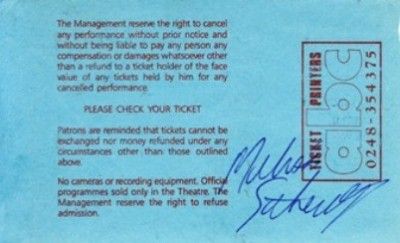 The Management reserve the right to cancel
any performance without prior notice and
without being liable to pay any person any
compensation or damages whatsoever other
than a refund to a ticket holder of the face
value of any tickets held by him for any
cancelled performance.
PLEASE CHECK YOUR TICKET
Patrons are reminded that tickets cannot be
exchanged nor money refunded under any
circumstances other than those outlined
above.
No cameras or recording equipment. Official
programmes sold only in the Theatre. The
Management reserve the right to refuse
admission.
TICKET PRINTERS
abc
0248-354375